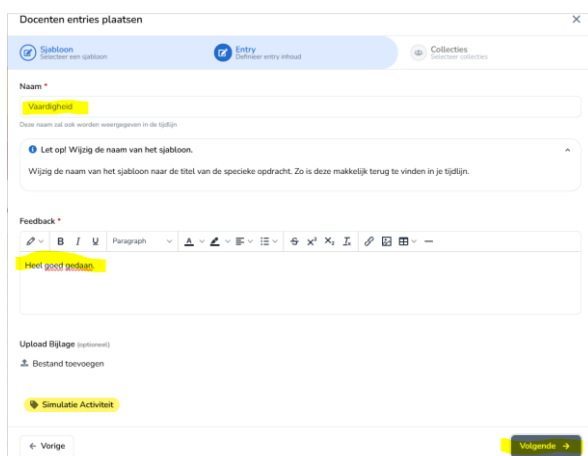 Docenten entries plaatsen
Sjabloon
Selecteer een sjabloon
Entry
Definieer entry inhoud
Collecties
Selecteer collecties
Naam *
Vaardigheid
Deze naam zal ook worden weergegeven in de tijdlijn
Let op! Wijzig de naam van het sjabloon.
Wijzig de naam van het sjabloon naar de titel van de specieke opdracht. Zo is deze makkelijk terug te vinden in je tijdlijn.
Feedback *
B I U Paragraph A S X² X₂ Tx
Heel goed gedaan.
Upload Bijlage (optioneel)
Bestand toevoegen
Simulatie Activiteit
← Vorige
Volgende →